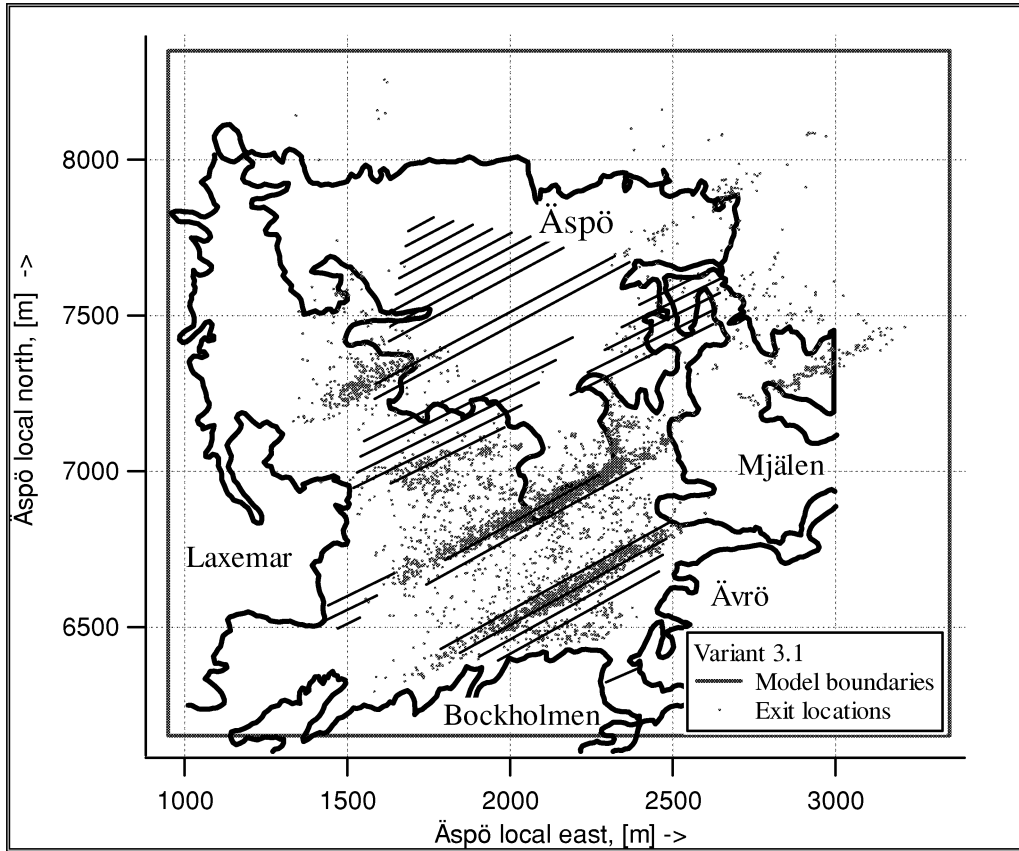 8000
7500
7000
6500
Äspö local north, [m] ->
Äspö
Mjälen
Laxemar
Ävrö
Bockholmen
Variant 3.1
Model boundaries
Exit locations
1000 1500 2000 2500 3000
Äspö local east, [m] ->